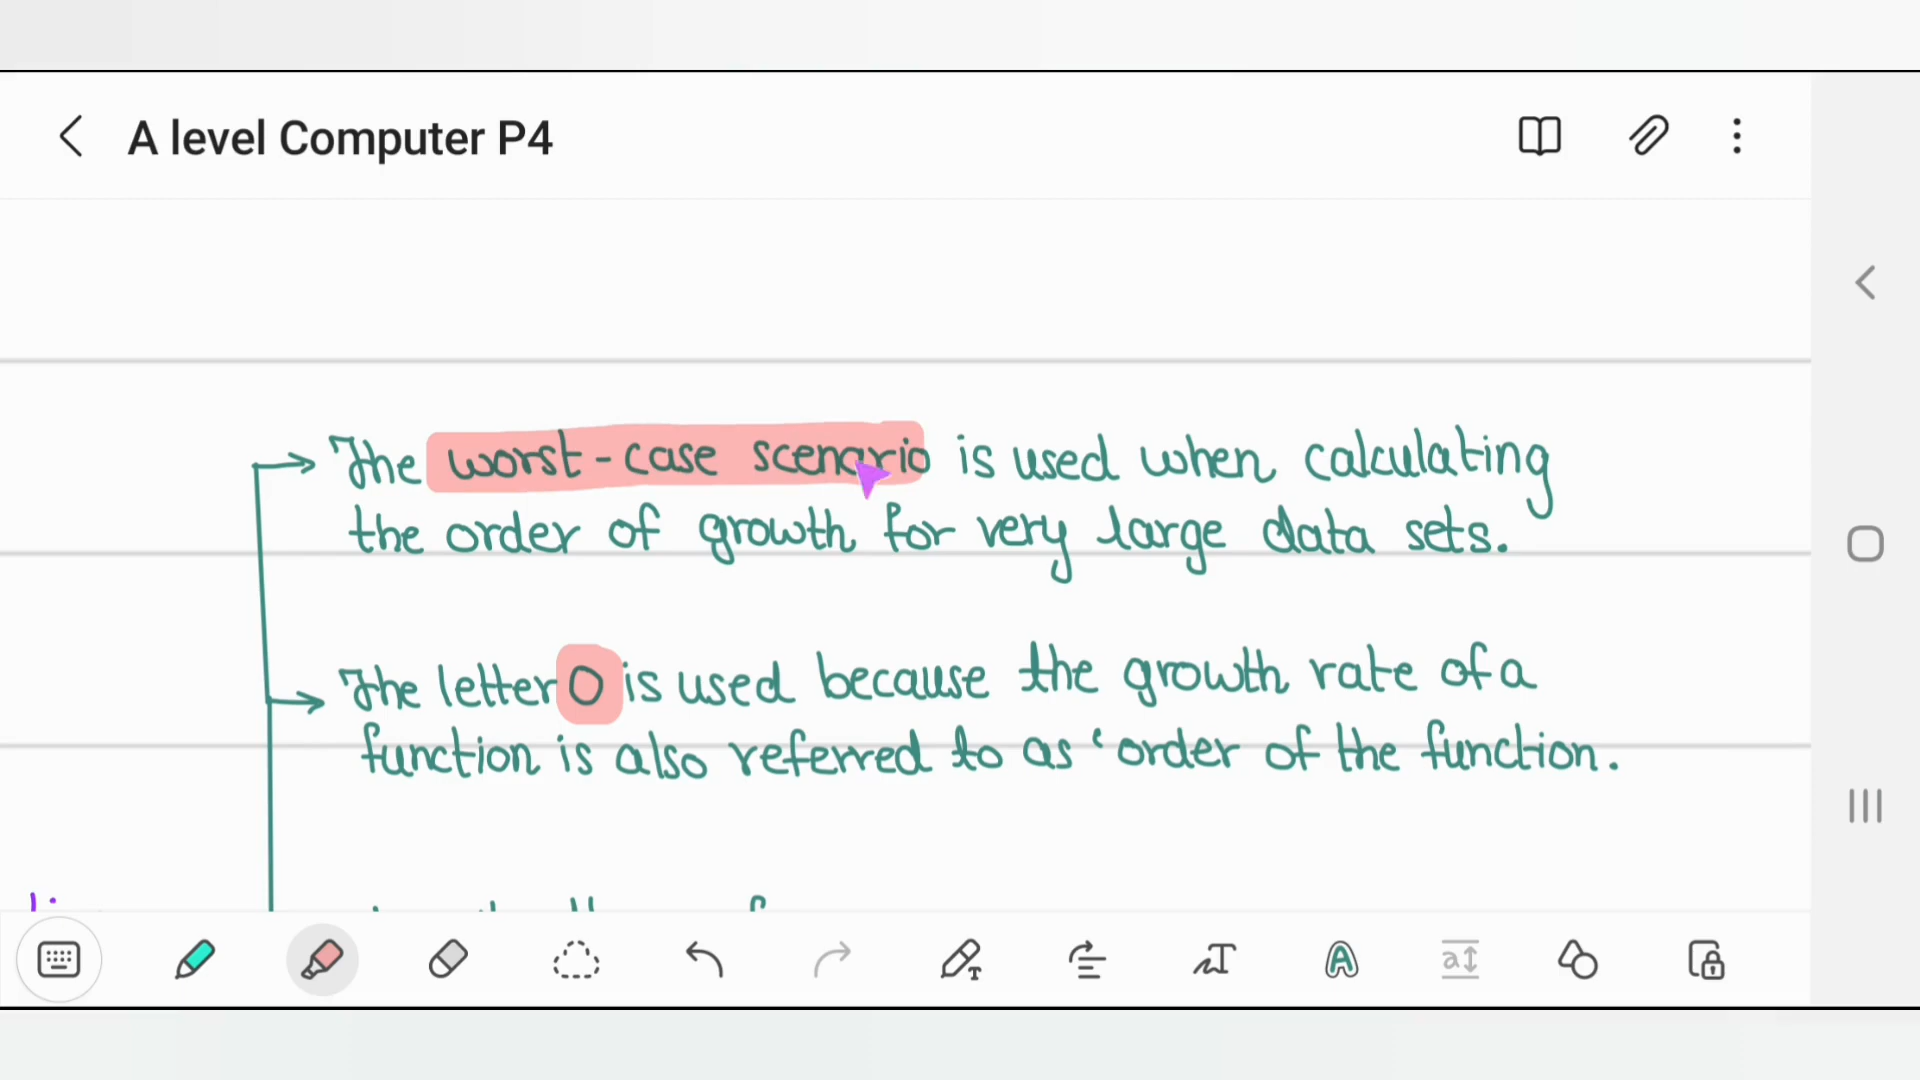 A level Computer P4
The worst-case scenario is used when calculating
the order of growth for very large data sets.
The letter O is used because the growth rate of a
function is also referred to as 'order of the function.